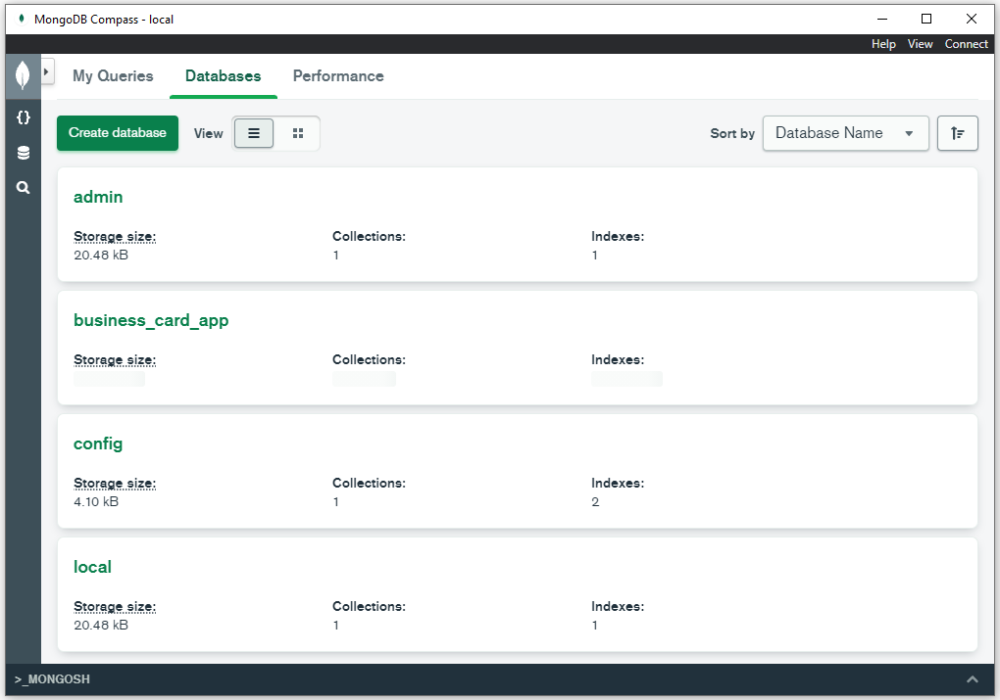 MongoDB Compass - local
Help View Connect
My Queries Databases Performance
Create database View Sort by Database Name
admin
Storage size: Collections: Indexes:
20.48 kB 1 1
business_card_app
Storage size: Collections: Indexes:
config
Storage size: Collections: Indexes:
4.10 kB 1 2
local
Storage size: Collections: Indexes:
20.48 kB 1 1
>_MONGOSH